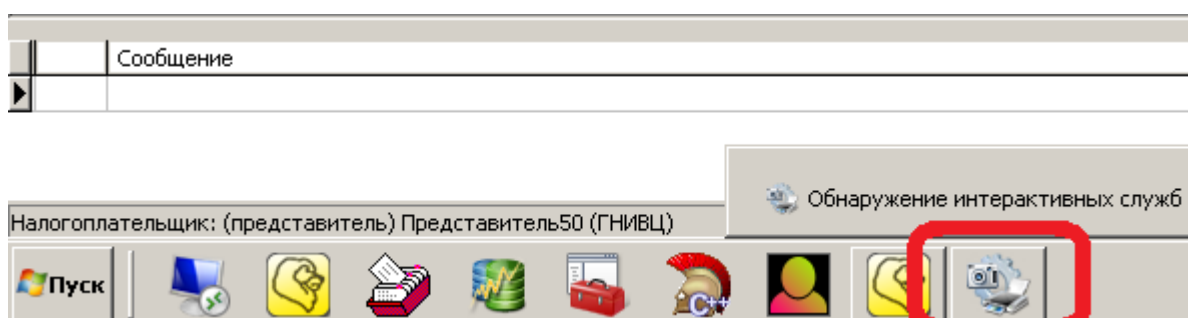 Сообщение
Обнаружение интерактивных служб
Налогоплательщик: (представитель) Представитель50 (ГНИВЦ)
Пуск
C++